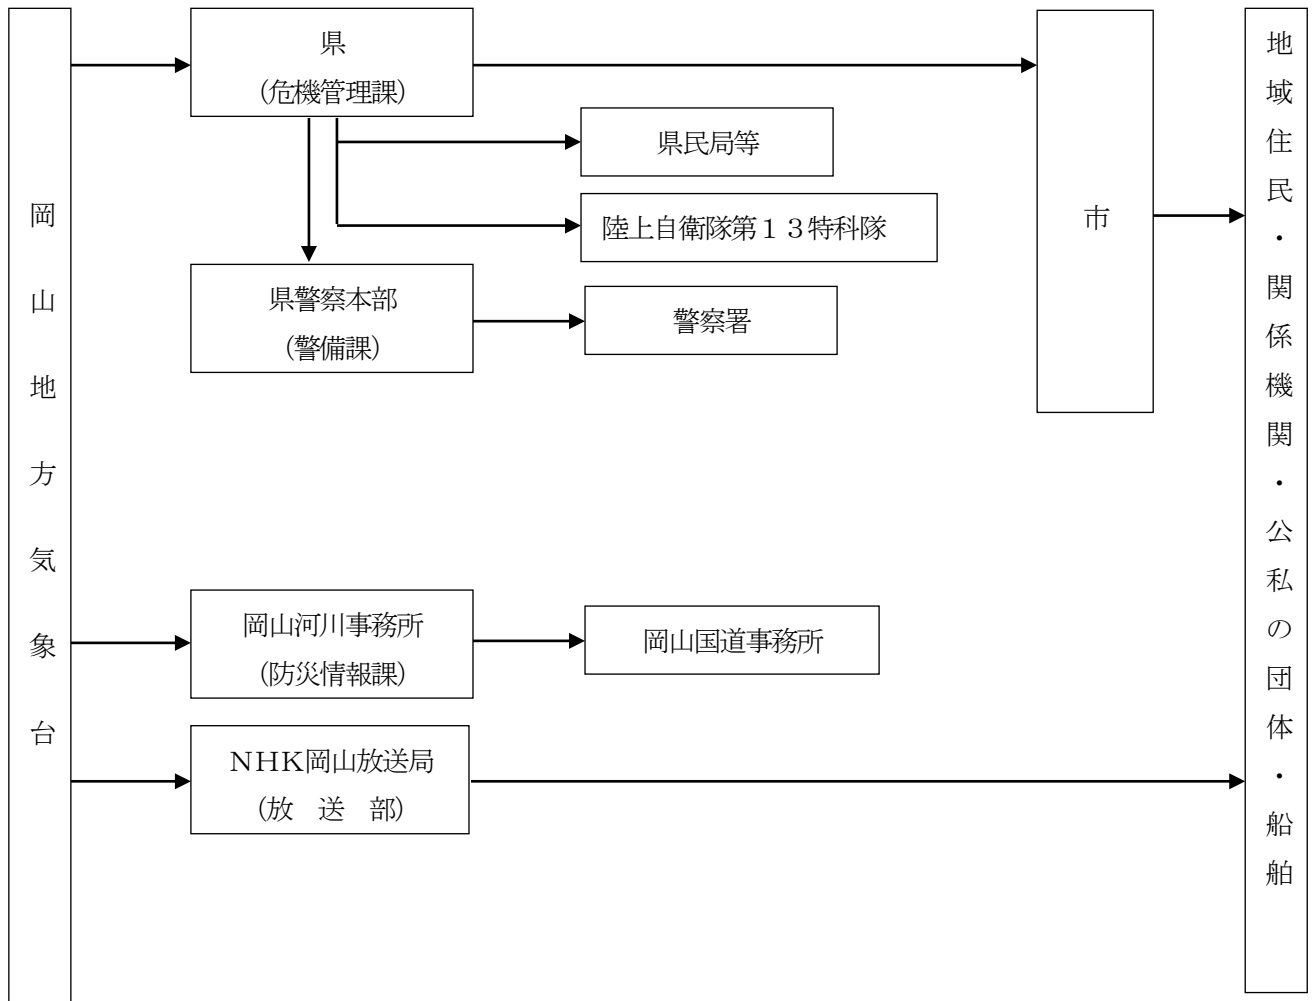 岡山地方気象台
県
（危機管理課）
県民局等
陸上自衛隊第１３特科隊
県警察本部
（警備課）
警察署
市
岡山河川事務所
（防災情報課）
岡山国道事務所
ＮＨＫ岡山放送局
（放　送　部）
地域住民・関係機関・公私の団体・船舶